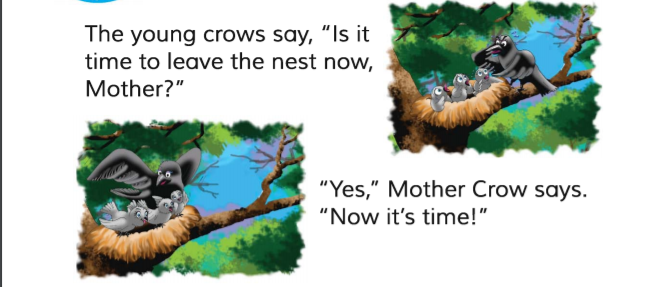 The young crows say, “Is it
time to leave the nest now,
Mother?”
“Yes,” Mother Crow says.
“Now it’s time!”